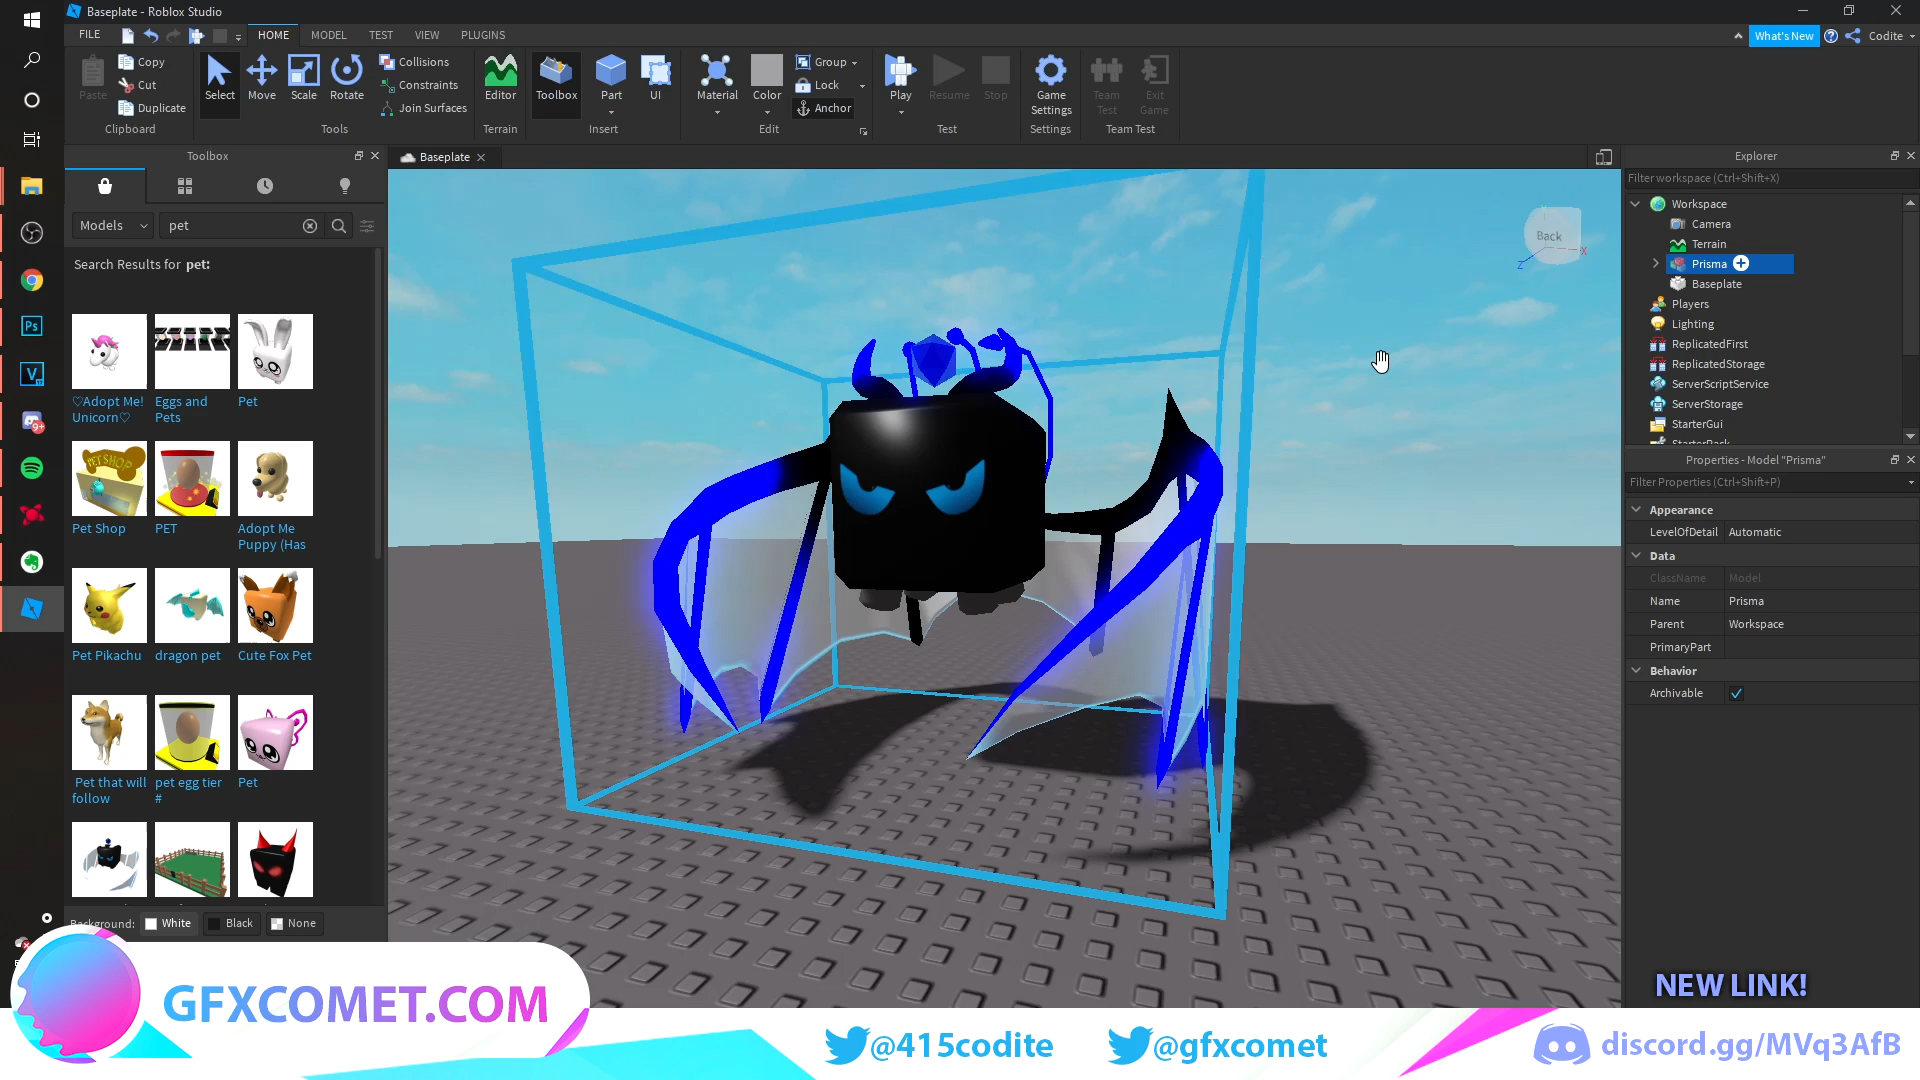 Baseplate - Roblox Studio
FILE
HOME
MODEL
TEST
VIEW
PLUGINS
What's New
Codite
Paste
Copy
Cut
Duplicate
Clipboard
Select
Move
Scale
Rotate
Collisions
Constraints
Join Surfaces
Tools
Editor
Terrain
Toolbox
Part
UI
Insert
Material
Color
Group
Lock
Anchor
Edit
Play
Resume
Stop
Test
Game
Settings
Settings
Team
Test
Exit
Game
Team Test
Toolbox
Models
pet
Search Results for pet:
♡Adopt Me!
Unicorn♡
Eggs and
Pets
Pet
Pet Shop
PET
Adopt Me
Puppy (Has
Pet Pikachu
dragon pet
Cute Fox Pet
Pet that will
follow
pet egg tier
#
Pet
Background:
White
Black
None
Baseplate
Back
X
Z
Explorer
Filter workspace (Ctrl+Shift+X)
Workspace
Camera
Terrain
Prisma
Baseplate
Players
Lighting
ReplicatedFirst
ReplicatedStorage
ServerScriptService
ServerStorage
StarterGui
StarterPack
Properties - Model "Prisma"
Filter Properties (Ctrl+Shift+P)
Appearance
LevelOfDetail Automatic
Data
ClassName Model
Name Prisma
Parent Workspace
PrimaryPart
Behavior
Archivable
PET SHOP
Ps
9+
NEW LINK!
GFXCOMET.COM
@415codite
@gfxcomet
discord.gg/MVq3AfB